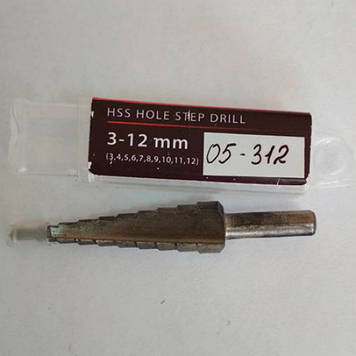 HSS HOLE STEP DRILL
3-12 mm
(3,4,5,6,7,8,9,10,11,12)
05-312